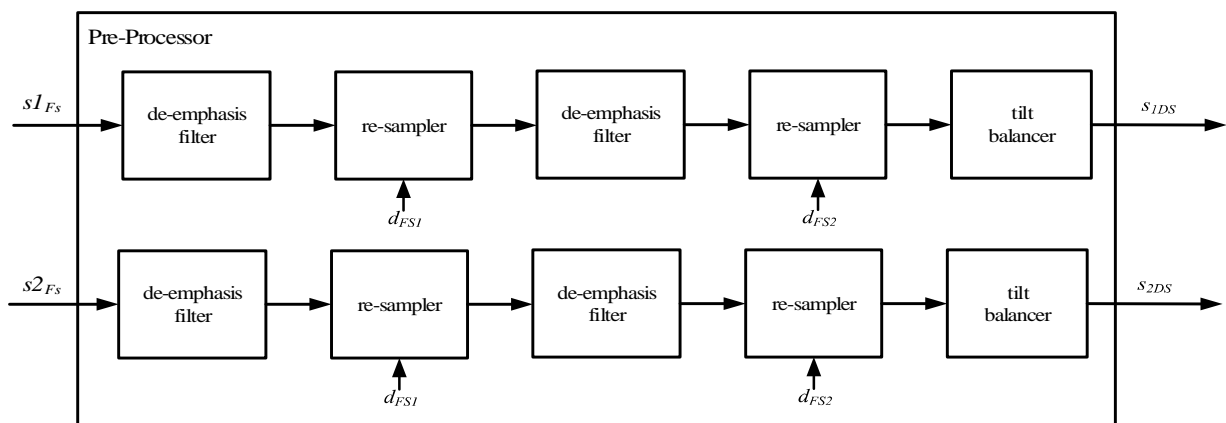 Pre-Processor
s1Fs
de-emphasis
filter
re-sampler
de-emphasis
filter
re-sampler
tilt
balancer
s1DS
dFS1
dFS2
s2Fs
de-emphasis
filter
re-sampler
de-emphasis
filter
re-sampler
tilt
balancer
s2DS
dFS1
dFS2